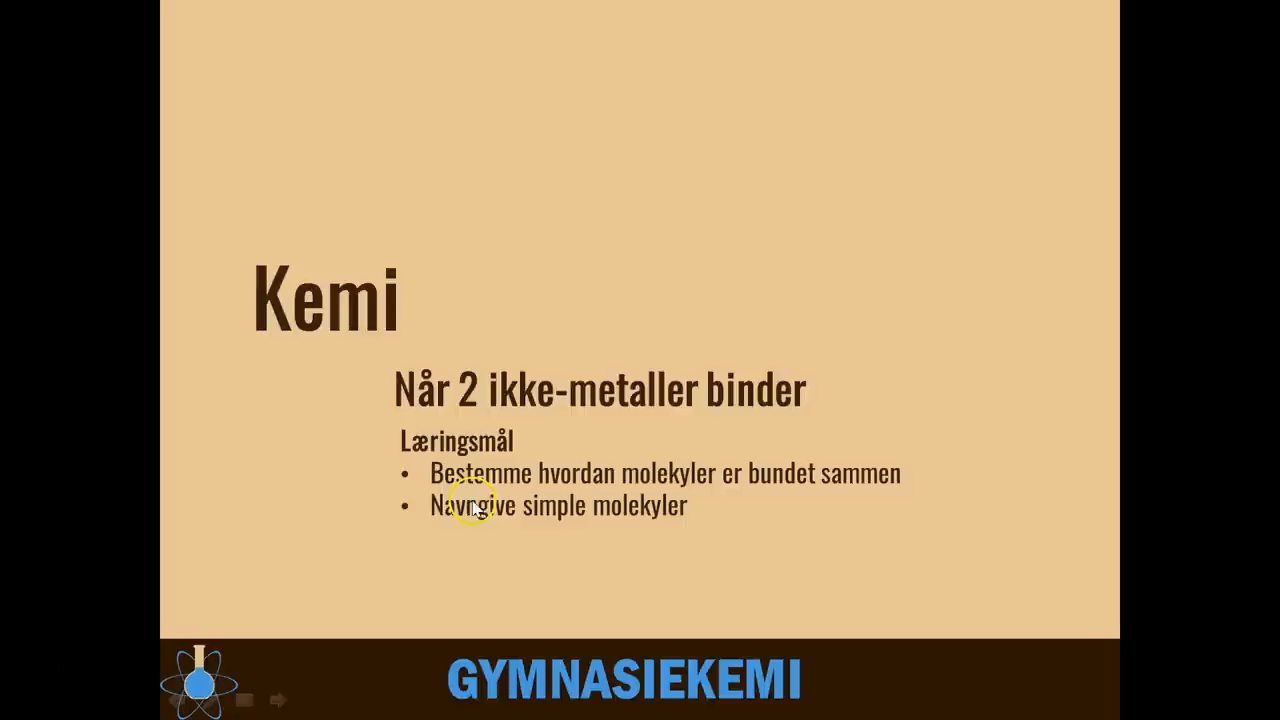 Kemi
Når 2 ikke-metaller binder
Læringsmål
• Bestemme hvordan molekyler er bundet sammen
• Navngive simple molekyler
GYMNASIEKEMI